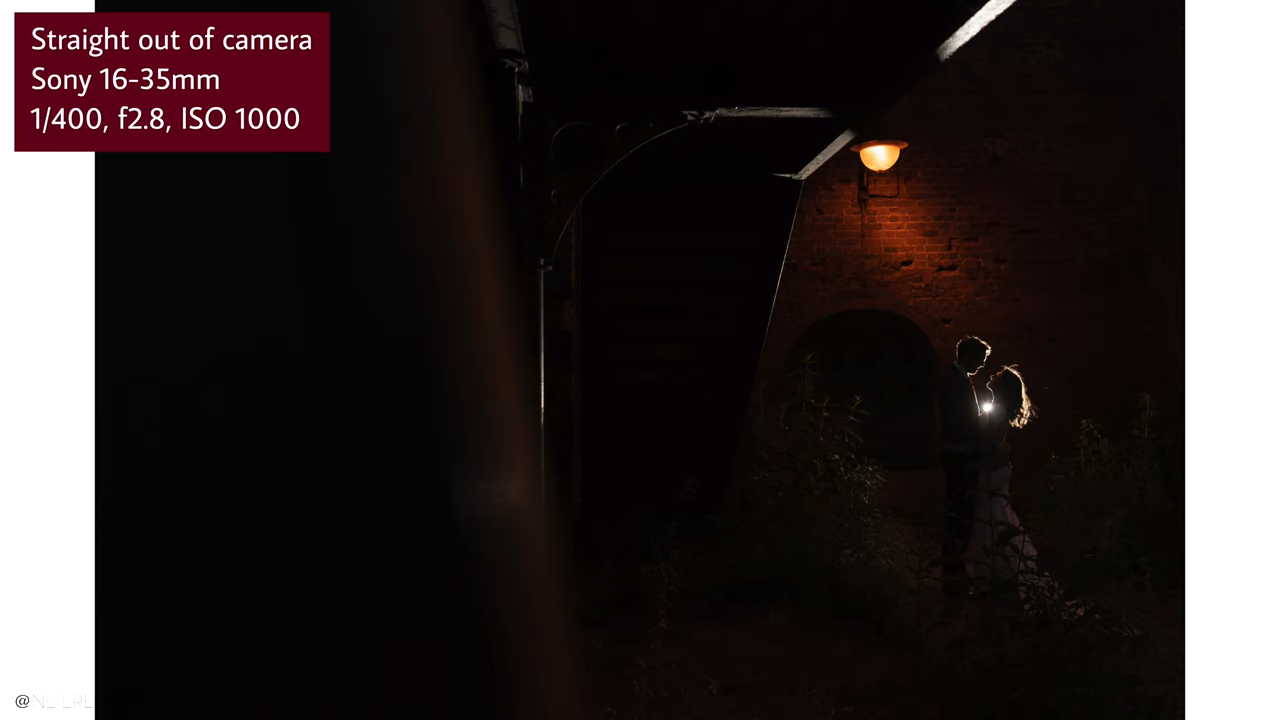 Straight out of camera
Sony 16-35mm
1/400, f2.8, ISO 1000